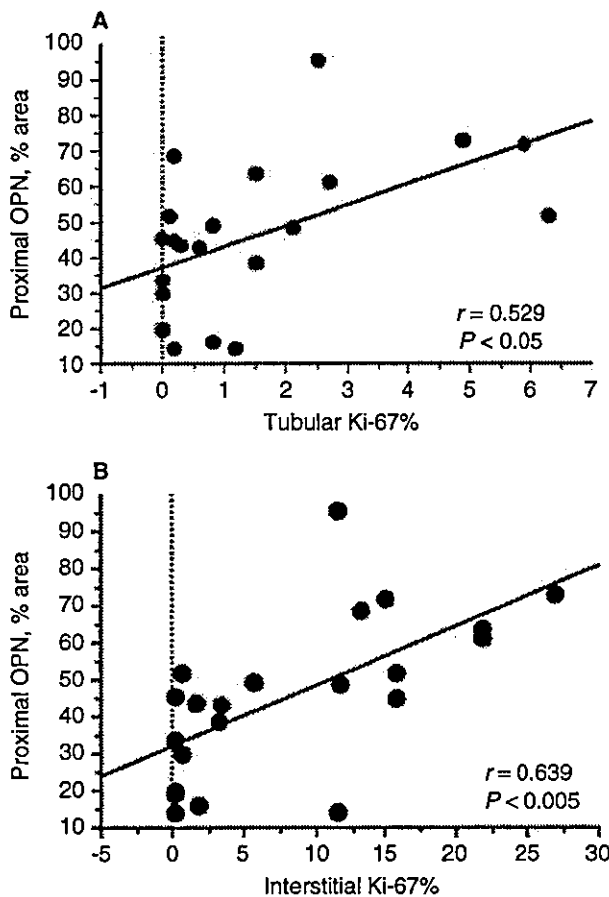 A
100
90
80
70
60
50
40
30
20
10
Proximal OPN, % area
r = 0.529
P < 0.05
-1 0 1 2 3 4 5 6 7
Tubular Ki-67%
B
100
90
80
70
60
50
40
30
20
10
Proximal OPN, % area
r = 0.639
P < 0.005
-5 0 5 10 15 20 25 30
Interstitial Ki-67%